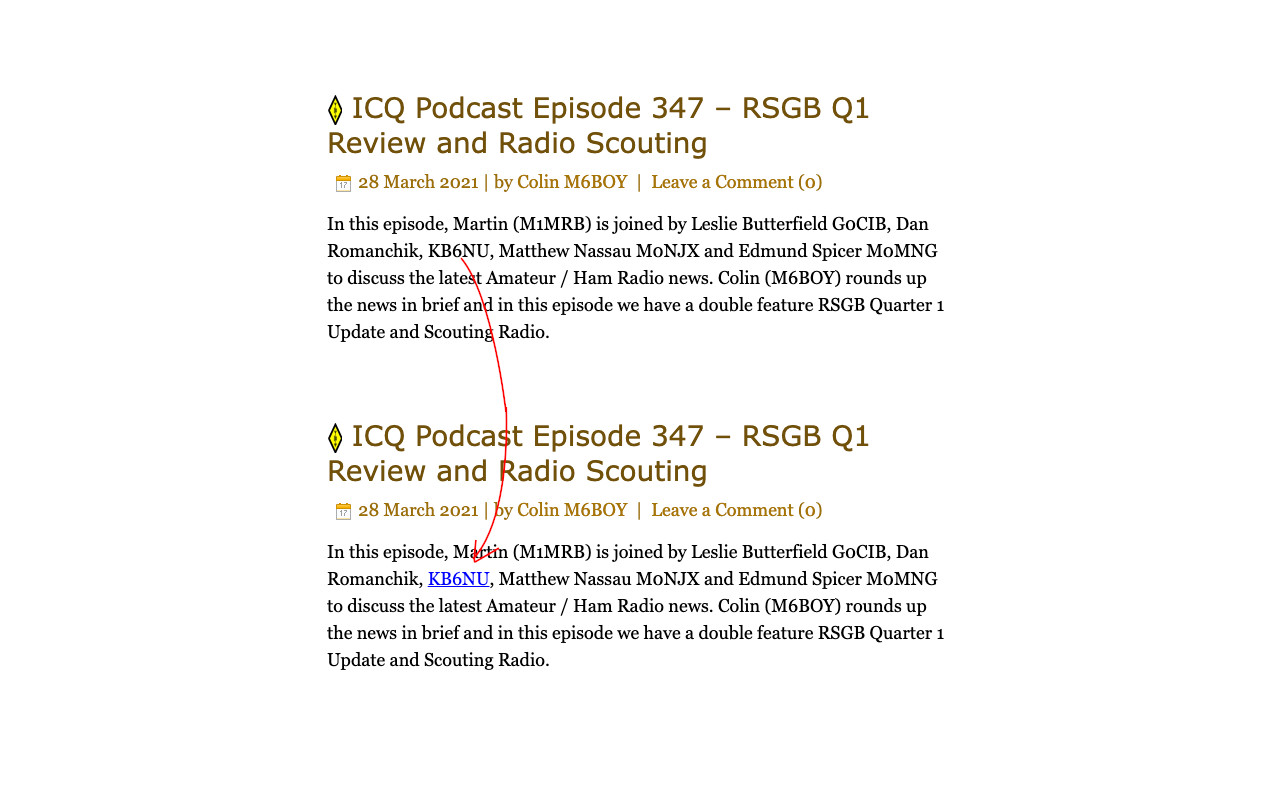 ICQ Podcast Episode 347 – RSGB Q1
Review and Radio Scouting
28 March 2021 | by Colin M6BOY | Leave a Comment (0)
In this episode, Martin (M1MRB) is joined by Leslie Butterfield G0CIB, Dan
Romanchik, KB6NU, Matthew Nassau M0NJX and Edmund Spicer M0MNG
to discuss the latest Amateur / Ham Radio news. Colin (M6BOY) rounds up
the news in brief and in this episode we have a double feature RSGB Quarter 1
Update and Scouting Radio.
ICQ Podcast Episode 347 – RSGB Q1
Review and Radio Scouting
28 March 2021 | by Colin M6BOY | Leave a Comment (0)
In this episode, Martin (M1MRB) is joined by Leslie Butterfield G0CIB, Dan
Romanchik, KB6NU, Matthew Nassau M0NJX and Edmund Spicer M0MNG
to discuss the latest Amateur / Ham Radio news. Colin (M6BOY) rounds up
the news in brief and in this episode we have a double feature RSGB Quarter 1
Update and Scouting Radio.